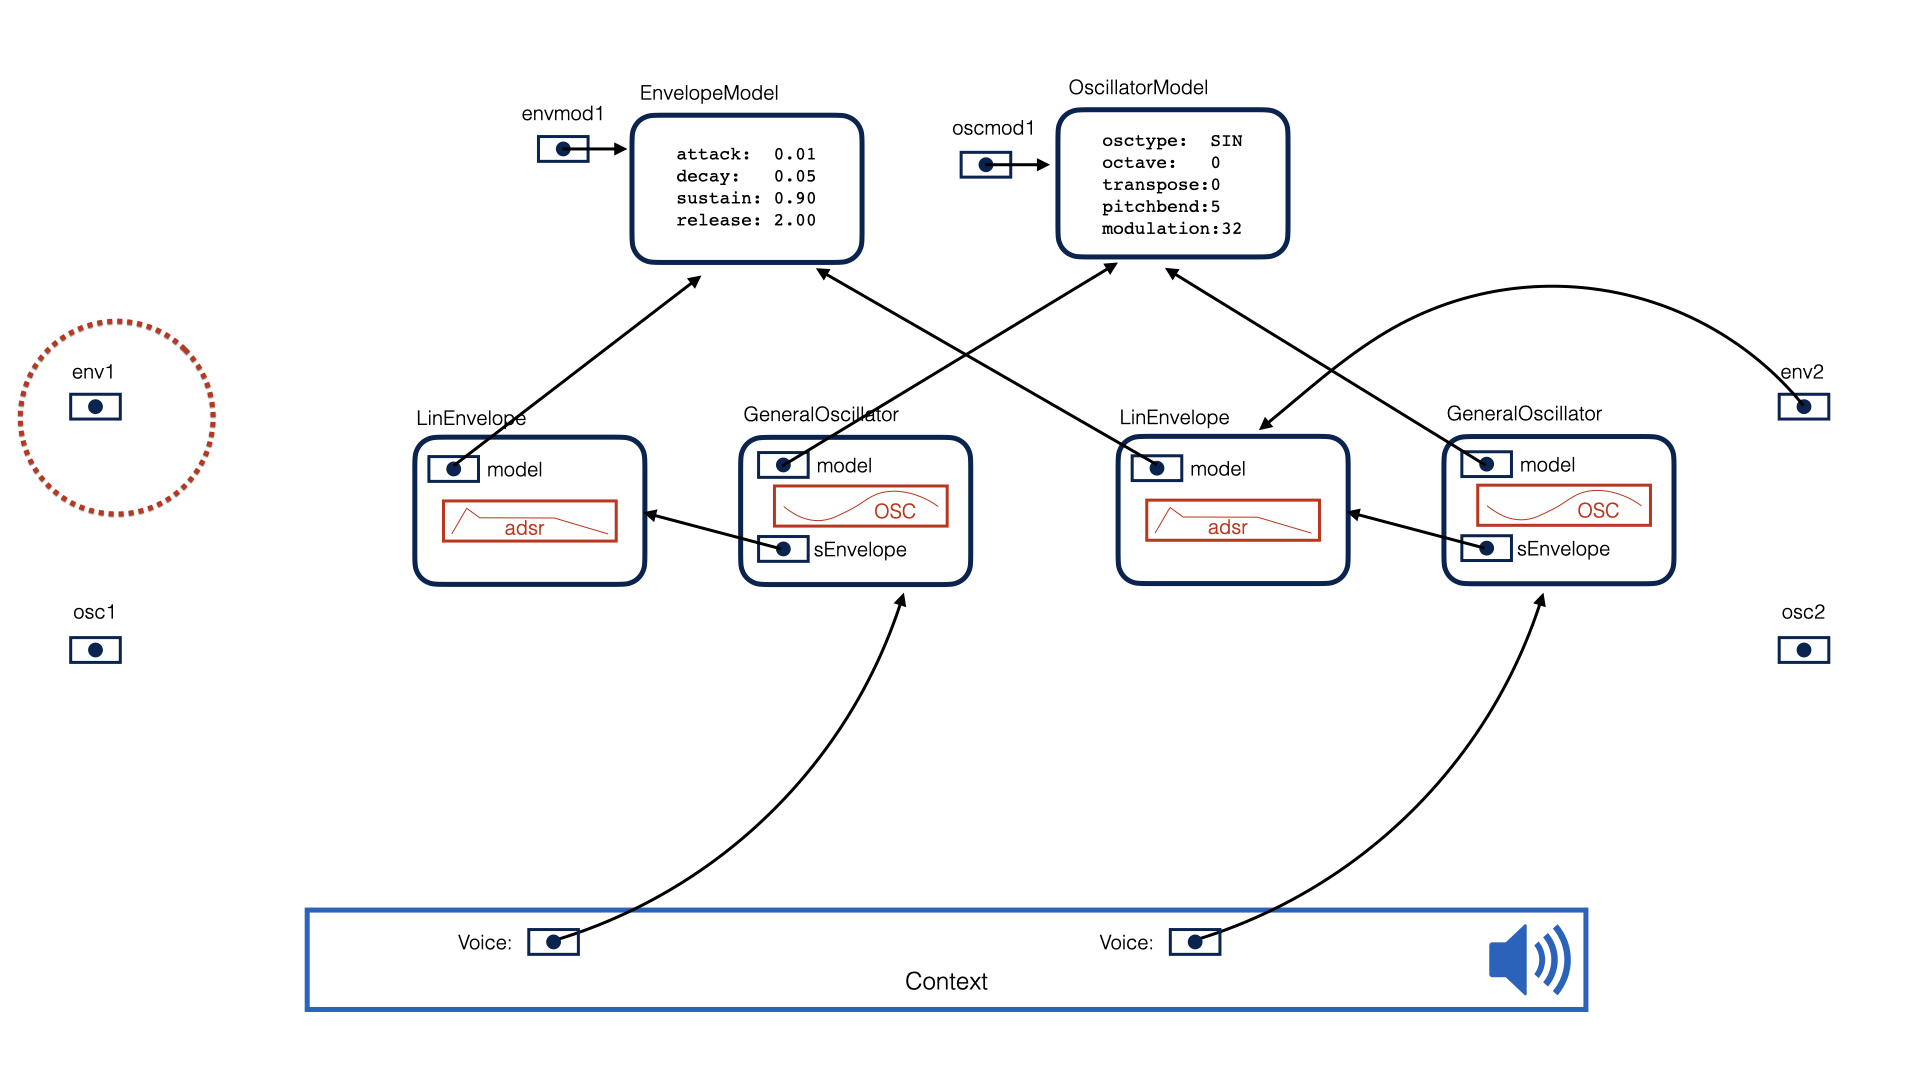 OscillatorModel
EnvelopeModel
envmod1
oscmod1
attack: 0.01
decay: 0.05
sustain: 0.90
release: 2.00
osctype: SIN
octave: 0
transpose:0
pitchbend:5
modulation:32
env1
env2
LinEnvelope
GeneralOscillator
LinEnvelope
GeneralOscillator
model
model
model
model
adsr
OSC
adsr
OSC
sEnvelope
sEnvelope
osc1
osc2
Voice:
Voice:
Context